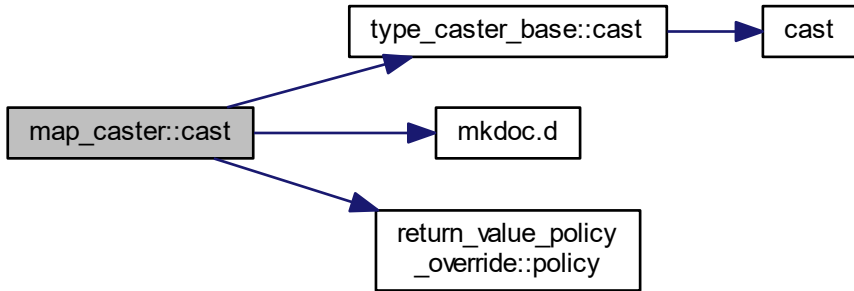 type_caster_base::cast
cast
map_caster::cast
mkdoc.d
return_value_policy
_override::policy